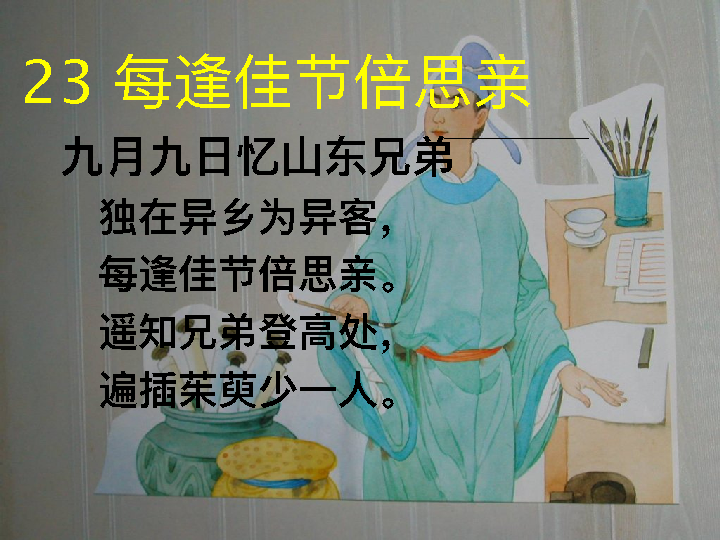 23 每逢佳节倍思亲
九月九日忆山东兄弟
独在异乡为异客，
每逢佳节倍思亲。
遥知兄弟登高处，
遍插茱萸少一人。